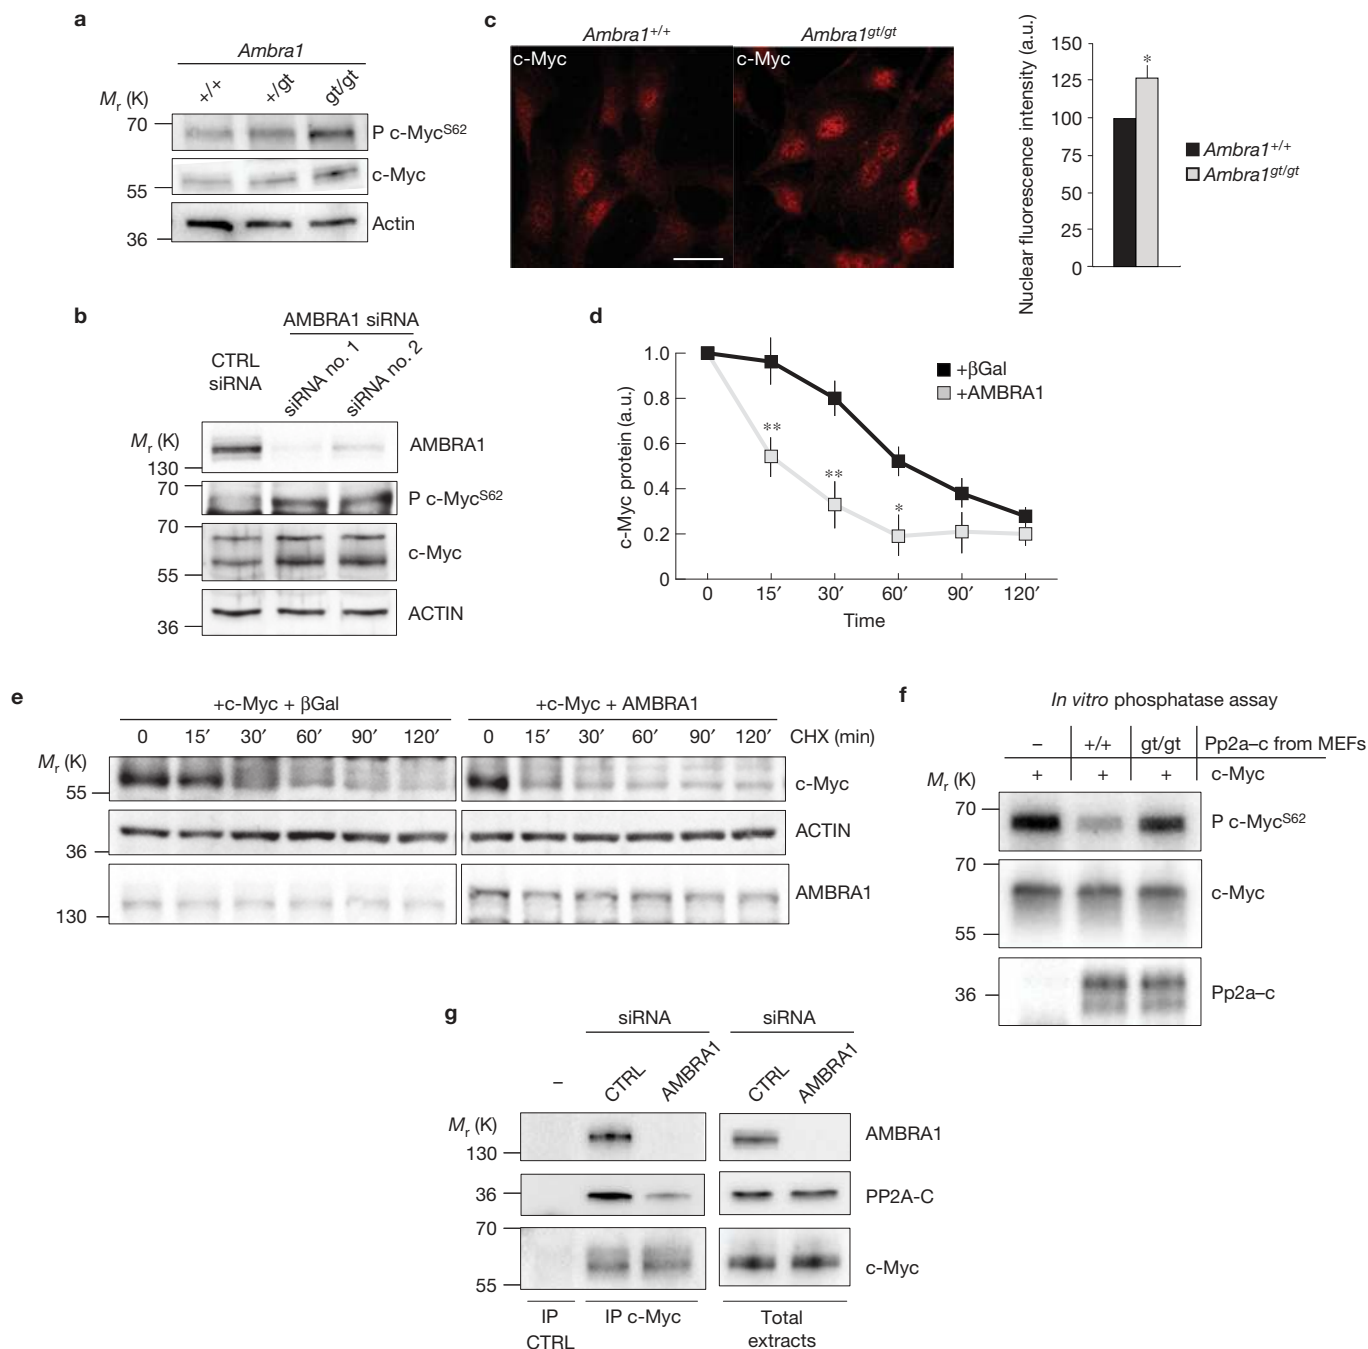 a
Ambra1
+/+ +/gt gt/gt
Mr (K)
70
P c-MycS62
c-Myc
55
Actin
36
c
Ambra1+/+ Ambra1gt/gt
c-Myc c-Myc
Nuclear fluorescence intensity (a.u.)
150
125
100
75
50
25
0
*
Ambra1+/+
Ambra1gt/gt
b
AMBRA1 siRNA
CTRL
siRNA
siRNA no. 1
siRNA no. 2
Mr (K)
AMBRA1
130
70
P c-MycS62
70
c-Myc
55
ACTIN
36
d
c-Myc protein (a.u.)
1.0
0.8
0.6
0.4
0.2
0
+βGal
+AMBRA1
** ** *
0 15′ 30′ 60′ 90′ 120′
Time
e
+c-Myc + βGal +c-Myc + AMBRA1
0 15′ 30′ 60′ 90′ 120′ 0 15′ 30′ 60′ 90′ 120′ CHX (min)
Mr (K)
c-Myc
55
ACTIN
36
AMBRA1
130
f
In vitro phosphatase assay
– +/+ gt/gt Pp2a–c from MEFs
+ + + c-Myc
Mr (K)
70
P c-MycS62
70
c-Myc
55
36
Pp2a–c
g
siRNA siRNA
– CTRL AMBRA1 CTRL AMBRA1
Mr (K)
AMBRA1
130
36
PP2A-C
70
c-Myc
55
IP
CTRL
IP c-Myc
Total
extracts